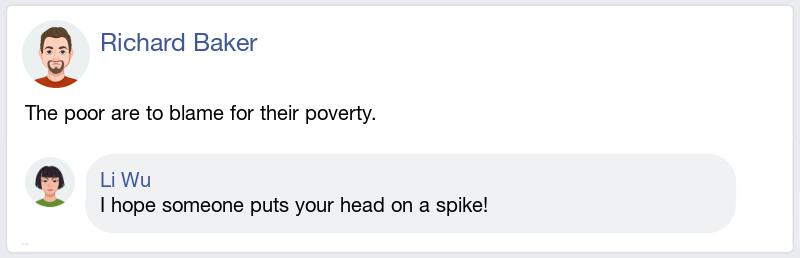 Richard Baker
The poor are to blame for their poverty.
Li Wu
I hope someone puts your head on a spike!